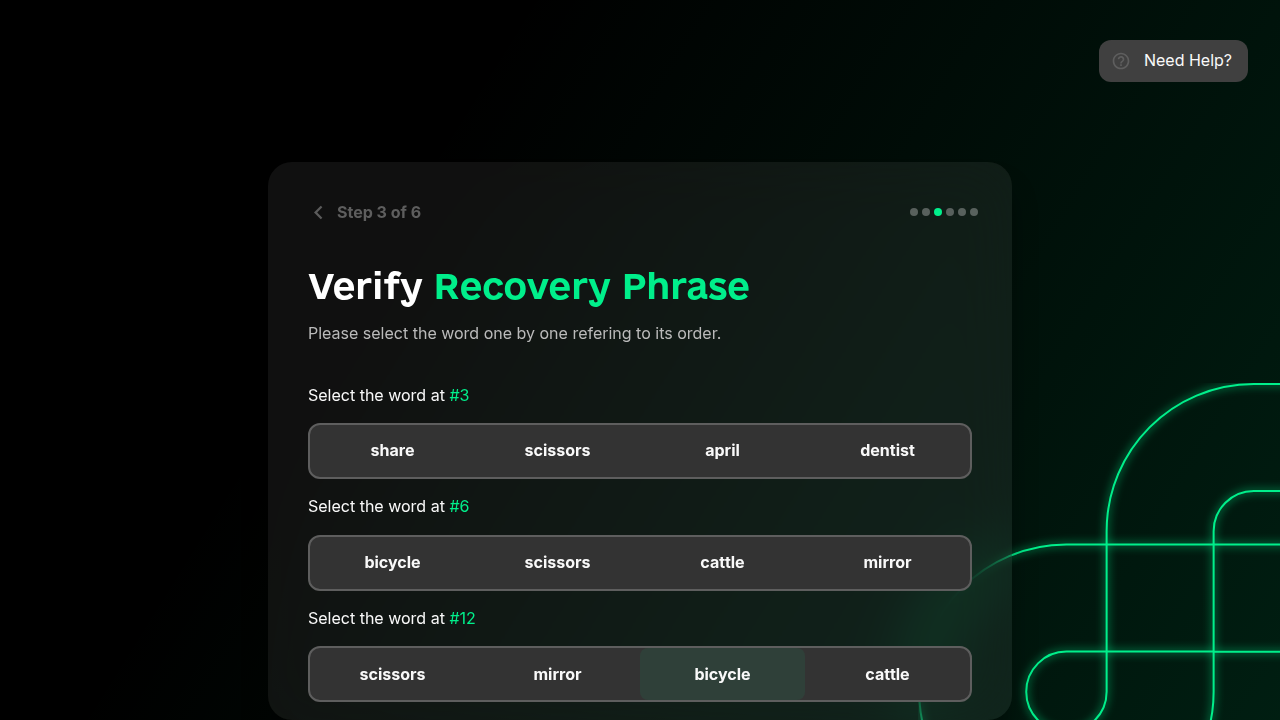 Need Help?
Step 3 of 6
Verify Recovery Phrase
Please select the word one by one refering to its order.
Select the word at #3
share scissors april dentist
Select the word at #6
bicycle scissors cattle mirror
Select the word at #12
scissors mirror bicycle cattle